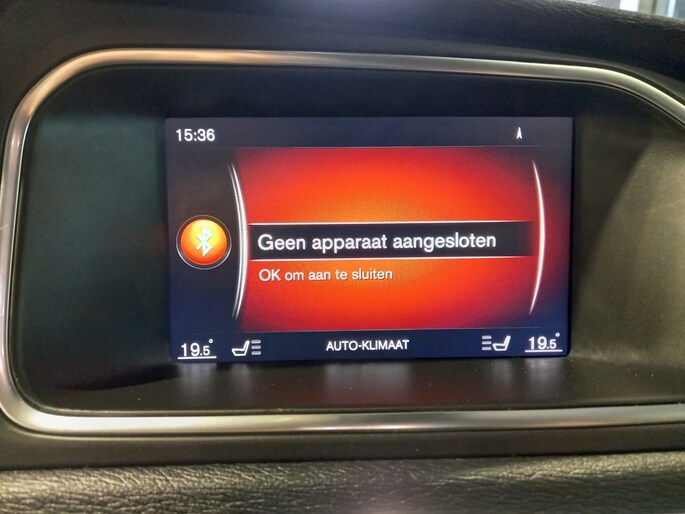 15:36
Geen apparaat aangesloten
OK om aan te sluiten
19.5° AUTO-KLIMAAT 19.5°